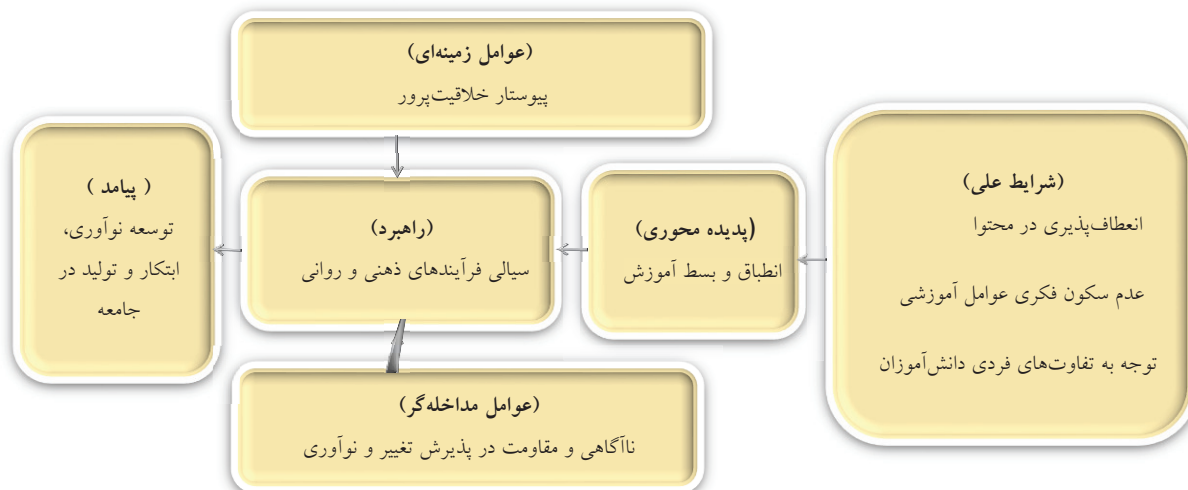 (عوامل زمینه‌ای)
پیوستار خلاقیت‌پرور
(شرایط علی)
انعطاف‌پذیری در محتوا
عدم سکون فکری عوامل آموزشی
توجه به تفاوت‌های فردی دانش‌آموزان
(پدیده محوری)
انطباق و بسط آموزش
(راهبرد)
سیالی فرآیندهای ذهنی و روانی
( پیامد )
توسعه نوآوری،
ابتکار و تولید در
جامعه
(عوامل مداخله‌گر)
ناآگاهی و مقاومت در پذیرش تغییر و نوآوری